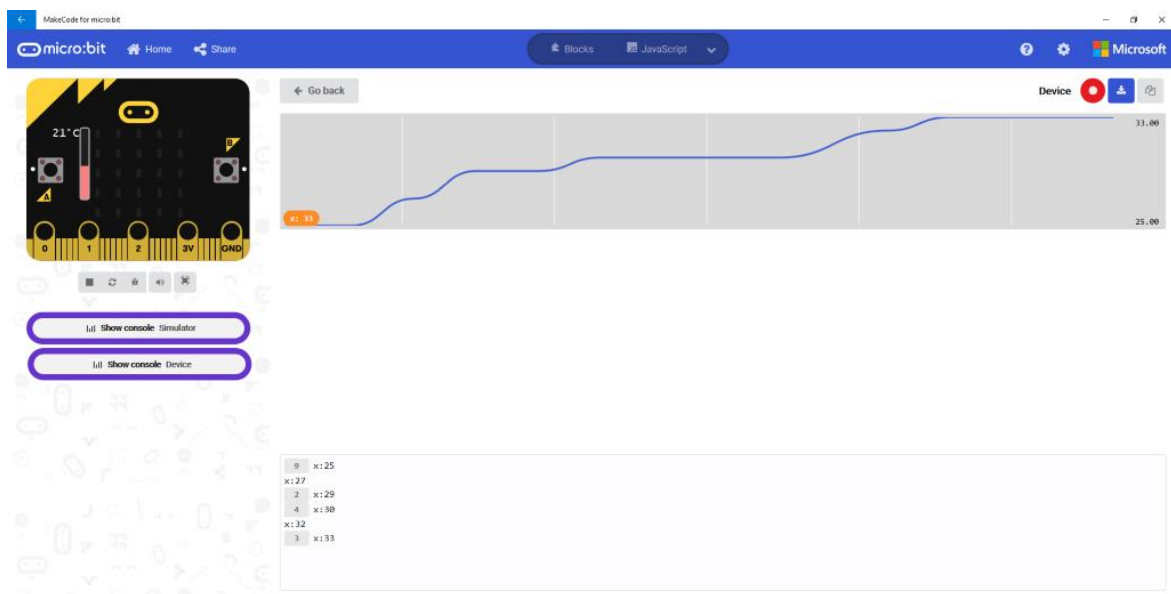 MakeCode for micro:bit
micro:bit Home Share Blocks JavaScript Microsoft
Go back Device
33.00
21°C
B
A
x: 33
25.00
0 1 2 3V GND
Show console Simulator
Show console Device
9 x:25
x:27
2 x:29
4 x:30
x:32
3 x:33